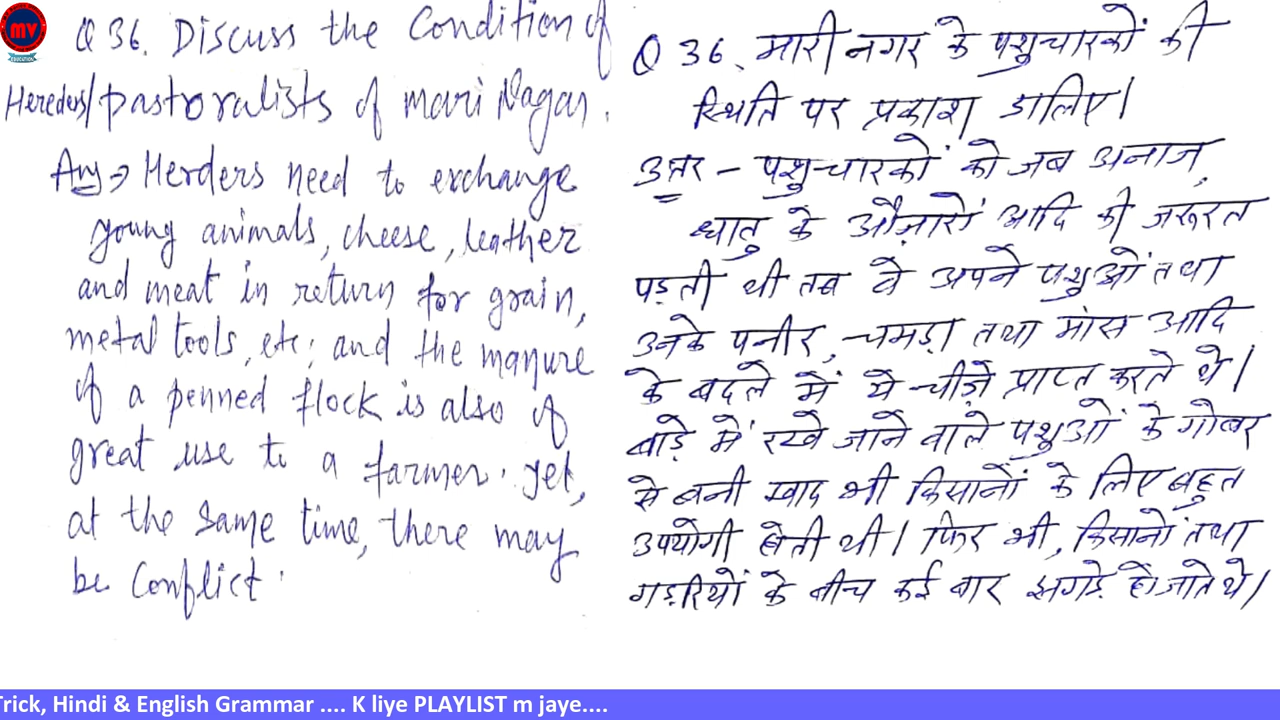 mv
EDUCATION
Q 36. Discuss the Condition of
Hereders/pastoralists of mari Nagar.
Ans → Herders need to exchange
young animals, cheese, leather
and meat in return for grain,
metal tools, etc; and the manure
of a penned flock is also of
great use to a farmer. Yet,
at the same time, there may
be Conflict.
Q 36. मारी नगर के पशुचारकों की
स्थिति पर प्रकाश डालिए।
उत्तर - पशुचारकों को जब अनाज,
धातु के औज़ारों आदि की जरूरत
पड़ती थी तब वे अपने पशुओं तथा
उनके पनीर, चमड़ा तथा मांस आदि
के बदले में ये चीज़ें प्राप्त करते थे।
बाड़े में रखे जाने वाले पशुओं के गोबर
से बनी खाद भी किसानों के लिए बहुत
उपयोगी होती थी। फिर भी, किसानों तथा
गड़रियों के बीच कई बार झगड़े हो जाते थे।
Trick, Hindi & English Grammar .... K liye PLAYLIST m jaye....